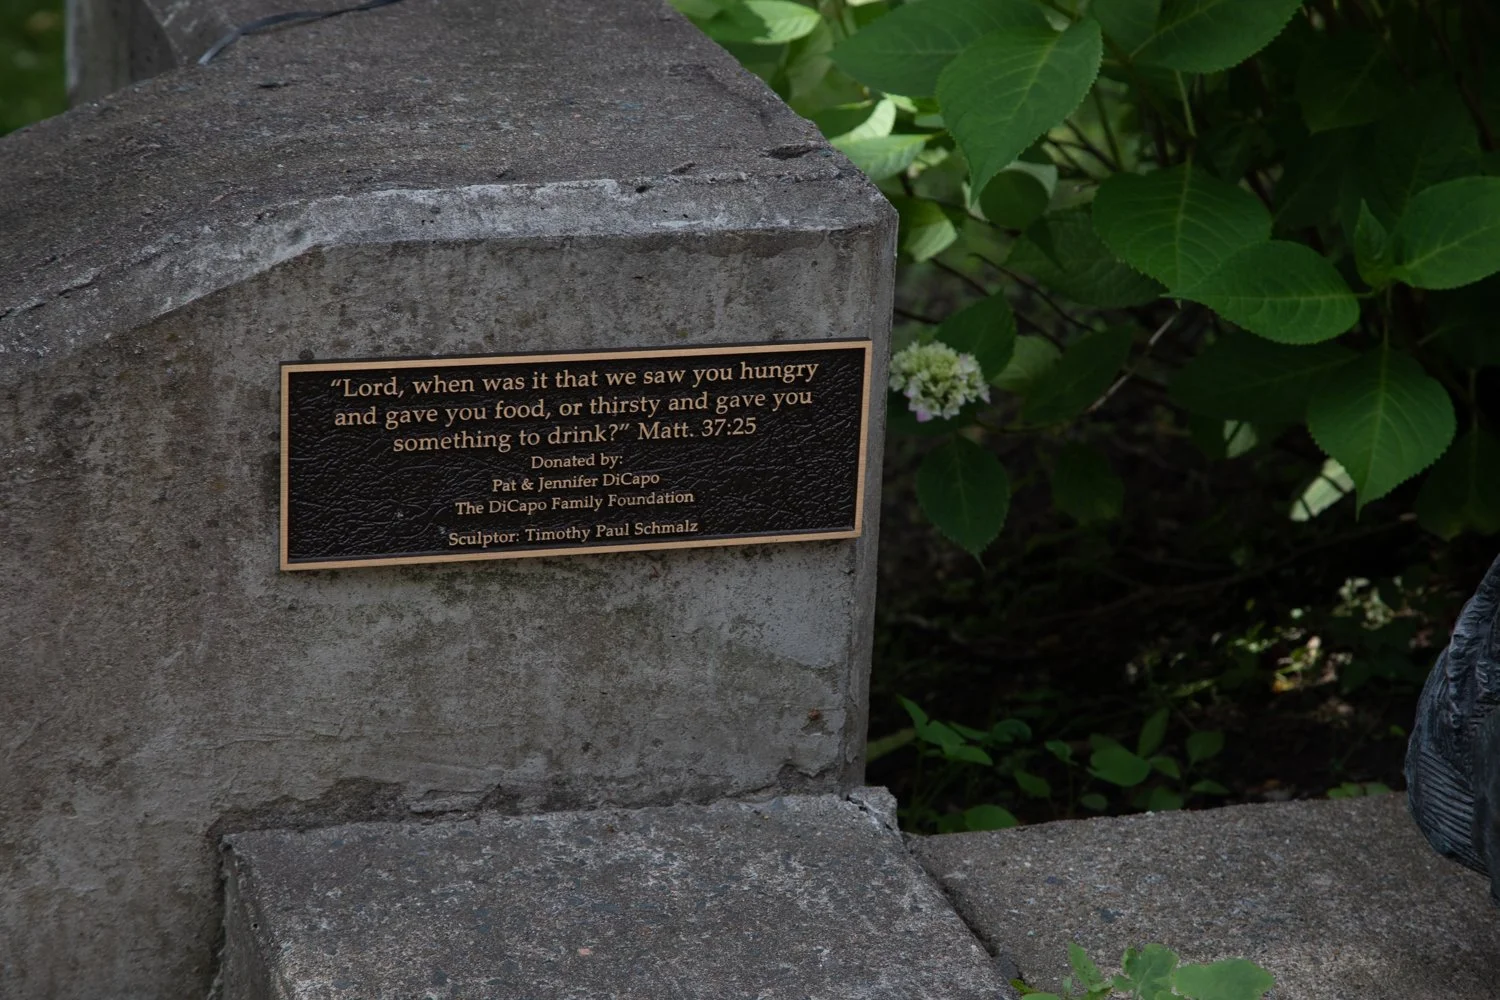 “Lord, when was it that we saw you hungry
and gave you food, or thirsty and gave you
something to drink?” Matt. 37:25
Donated by:
Pat & Jennifer DiCapo
The DiCapo Family Foundation
Sculptor: Timothy Paul Schmalz